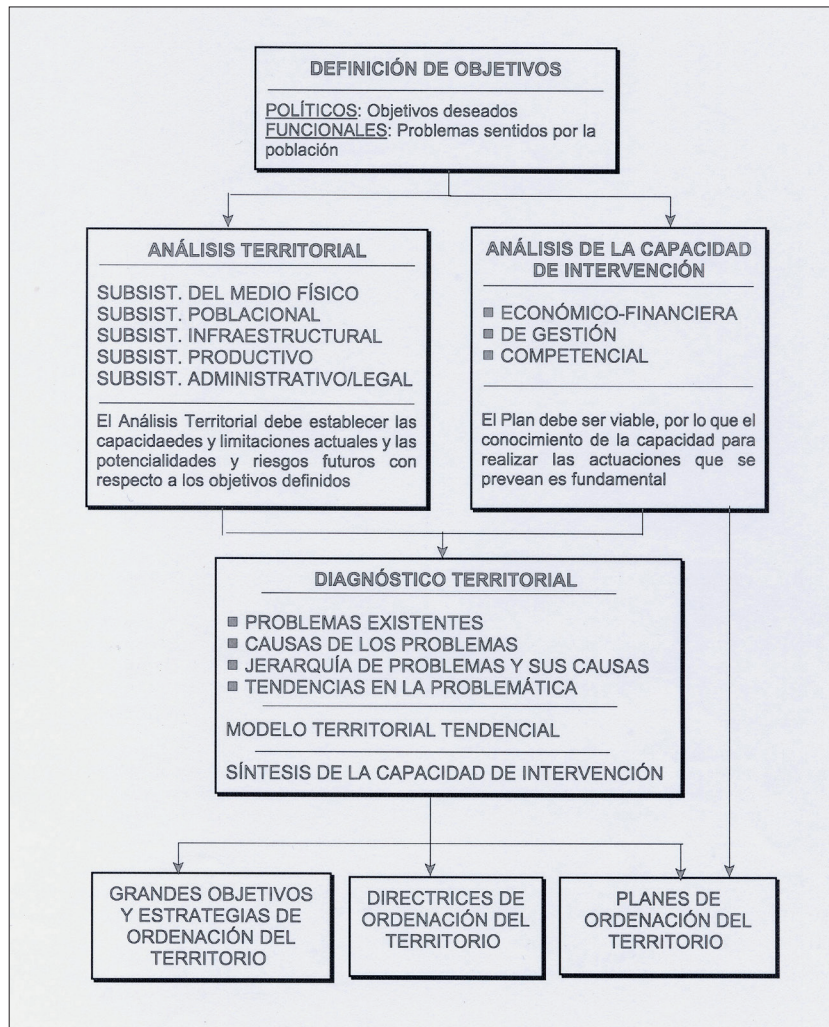 DEFINICIÓN DE OBJETIVOS
POLÍTICOS: Objetivos deseados
FUNCIONALES: Problemas sentidos por la
población
ANÁLISIS TERRITORIAL
SUBSIST. DEL MEDIO FÍSICO
SUBSIST. POBLACIONAL
SUBSIST. INFRAESTRUCTURAL
SUBSIST. PRODUCTIVO
SUBSIST. ADMINISTRATIVO/LEGAL
El Análisis Territorial debe establecer las
capacidaedes y limitaciones actuales y las
potencialidades y riesgos futuros con
respecto a los objetivos definidos
ANÁLISIS DE LA CAPACIDAD
DE INTERVENCIÓN
ECONÓMICO-FINANCIERA
DE GESTIÓN
COMPETENCIAL
El Plan debe ser viable, por lo que el
conocimiento de la capacidad para
realizar las actuaciones que se
prevean es fundamental
DIAGNÓSTICO TERRITORIAL
PROBLEMAS EXISTENTES
CAUSAS DE LOS PROBLEMAS
JERARQUÍA DE PROBLEMAS Y SUS CAUSAS
TENDENCIAS EN LA PROBLEMÁTICA
MODELO TERRITORIAL TENDENCIAL
SÍNTESIS DE LA CAPACIDAD DE INTERVENCIÓN
GRANDES OBJETIVOS
Y ESTRATEGIAS DE
ORDENACIÓN DEL
TERRITORIO
DIRECTRICES DE
ORDENACIÓN DEL
TERRITORIO
PLANES DE
ORDENACIÓN DEL
TERRITORIO